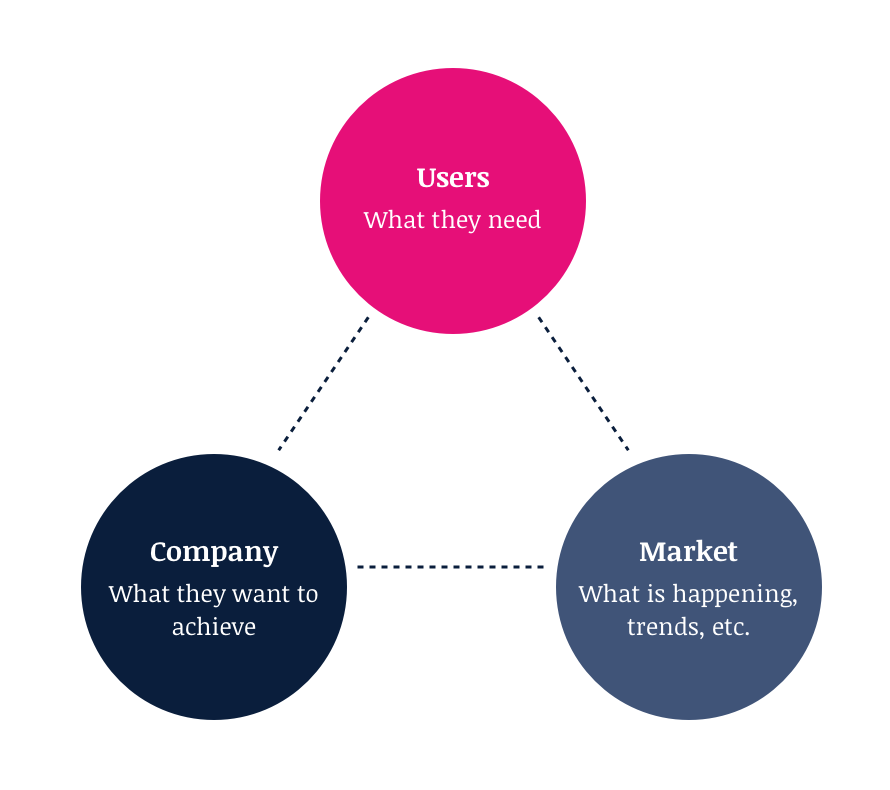 Users
What they need
Company
What they want to
achieve
Market
What is happening,
trends, etc.